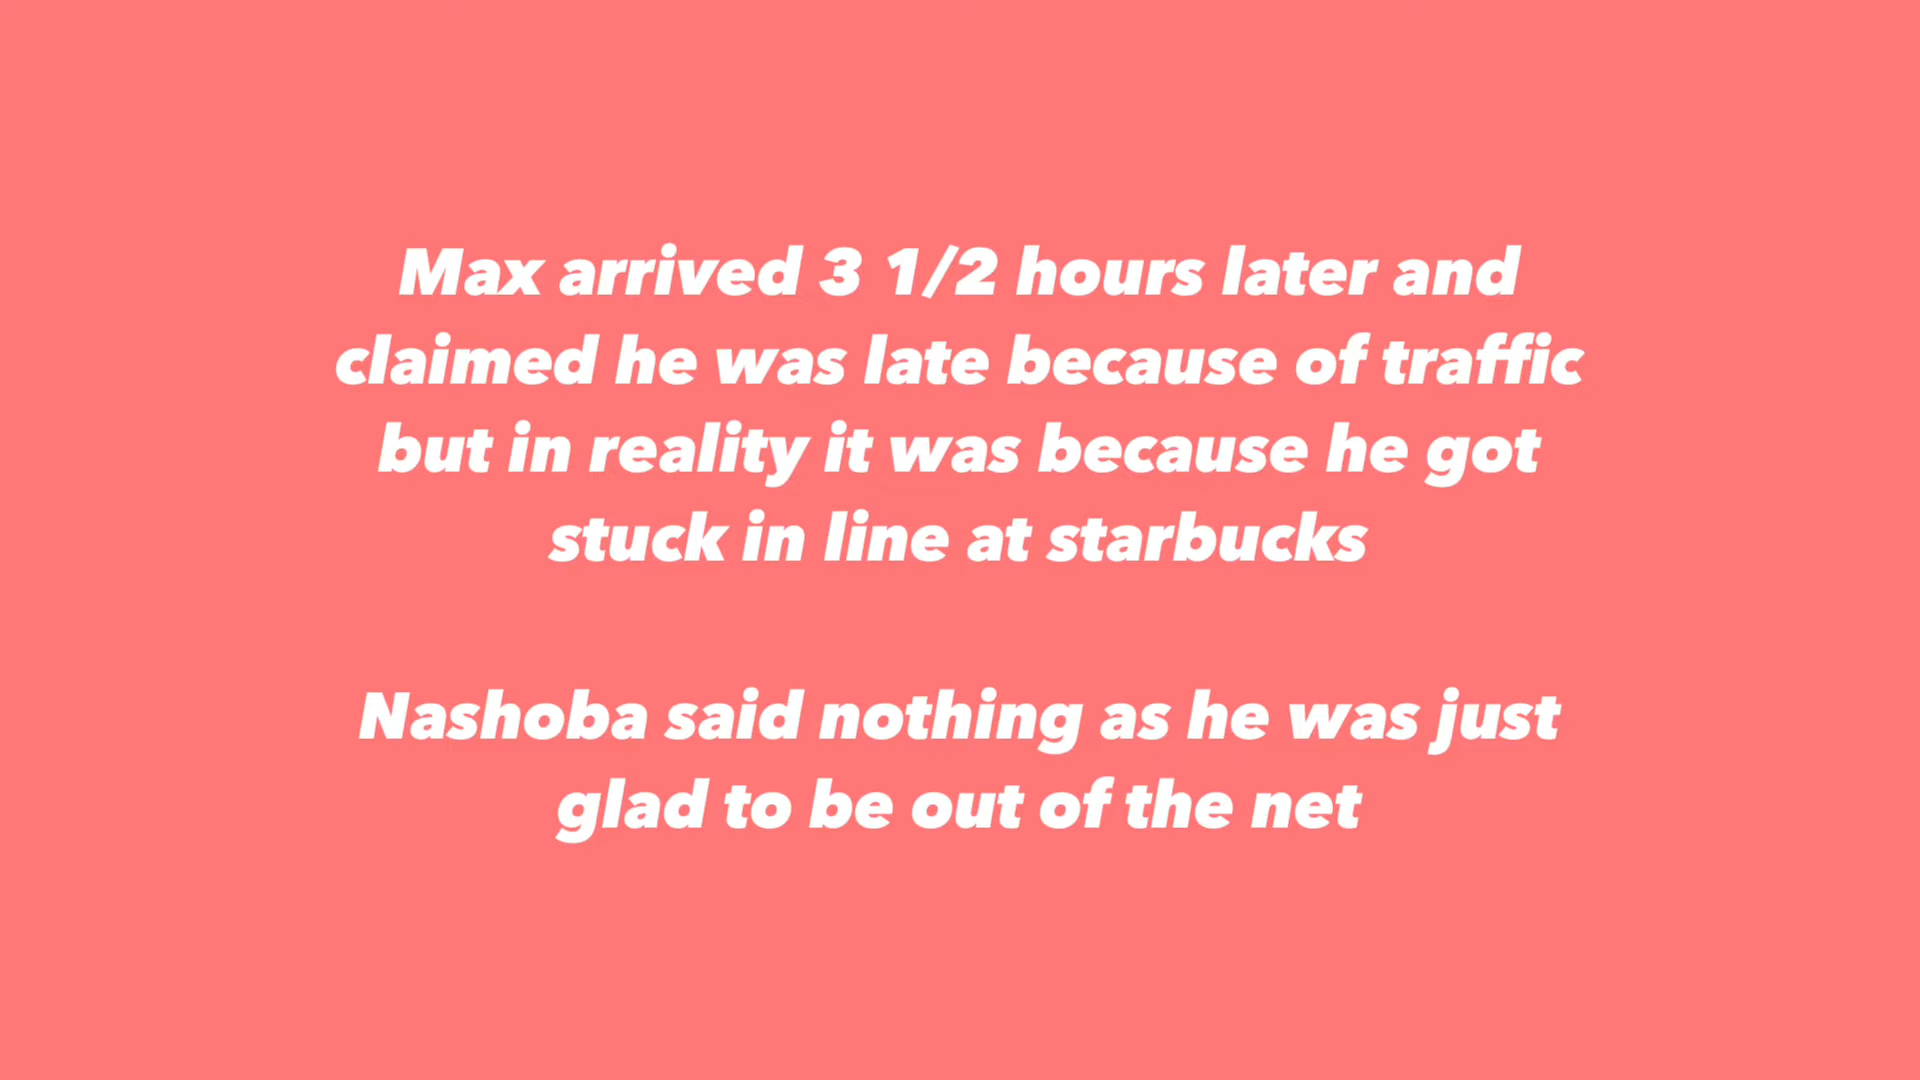 Max arrived 3 1/2 hours later and
claimed he was late because of traffic
but in reality it was because he got
stuck in line at starbucks
Nashoba said nothing as he was just
glad to be out of the net